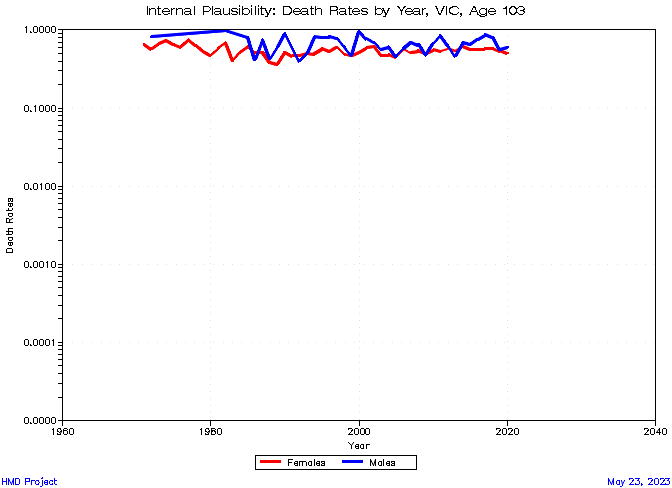 Internal Plausibility: Death Rates by Year, VIC, Age 103
1.0000
0.1000
0.0100
0.0010
0.0001
0.0000
Death Rates
1960
1980
2000
2020
2040
Year
Females
Males
HMD Project
May 23, 2023